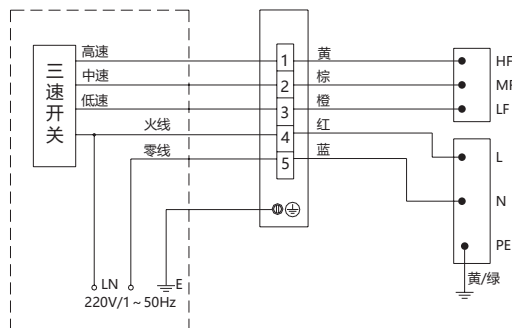 三速开关
高速
中速
低速
火线
零线
1
2
3
4
5
黄
棕
橙
红
蓝
HF
MF
LF
L
N
PE
黄/绿
LN
E
220V/1～50Hz